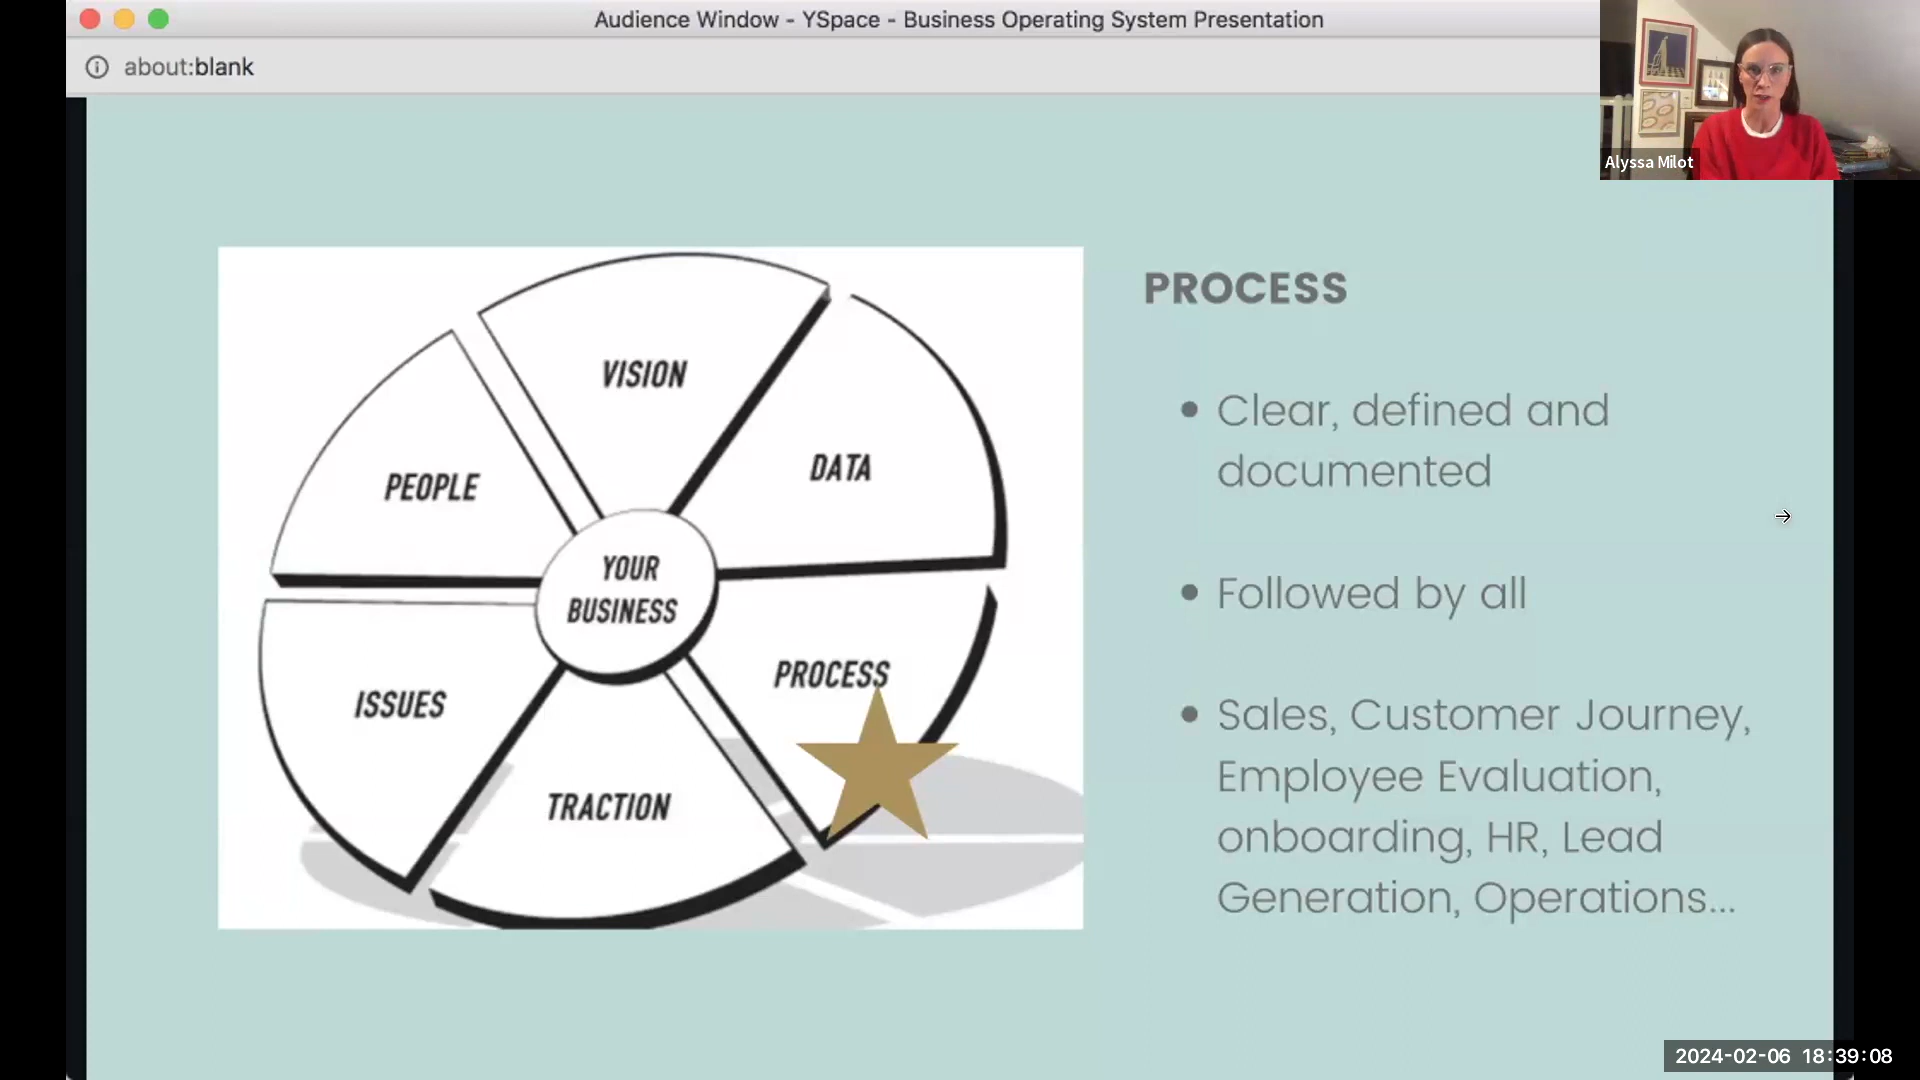 Audience Window - YSpace - Business Operating System Presentation
about:blank
Alyssa Milot
VISION
DATA
PEOPLE
YOUR
BUSINESS
PROCESS
ISSUES
TRACTION
PROCESS
Clear, defined and
documented
Followed by all
Sales, Customer Journey,
Employee Evaluation,
onboarding, HR, Lead
Generation, Operations...
2024-02-06 18:39:08